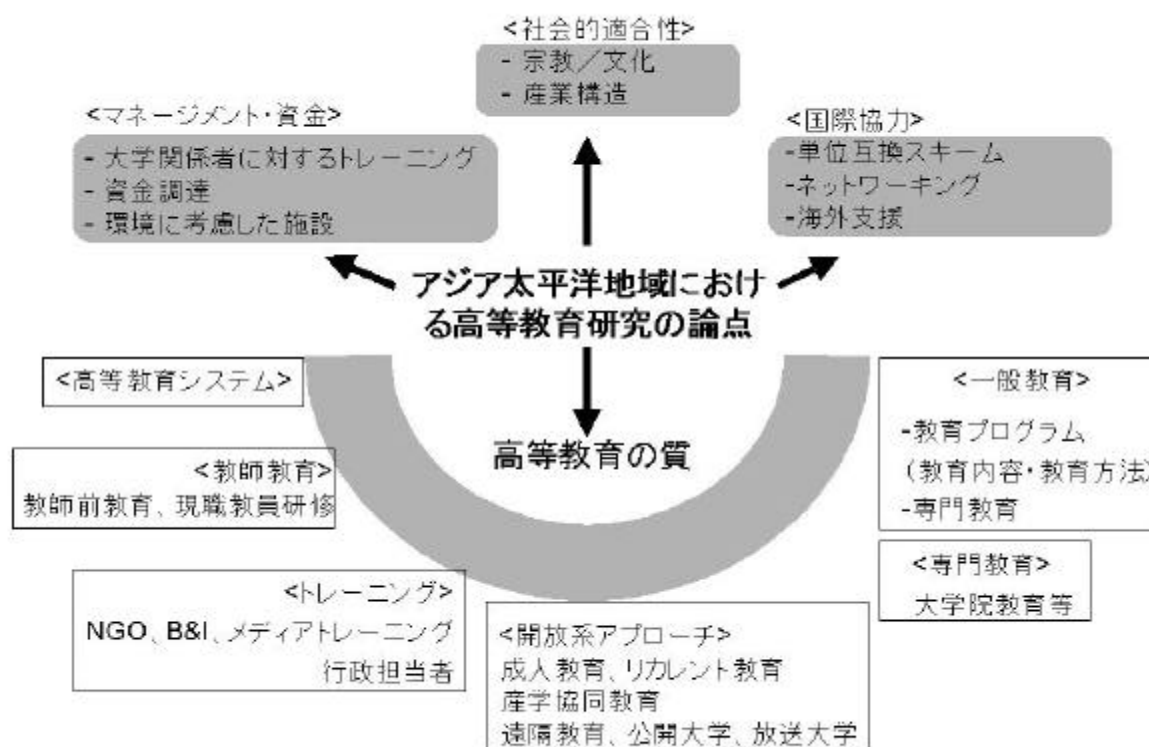 <社会的適合性>
- 宗教／文化
- 産業構造
<マネージメント・資金>
- 大学関係者に対するトレーニング
- 資金調達
- 環境に考慮した施設
<国際協力>
-単位互換スキーム
-ネットワーキング
-海外支援
アジア太平洋地域におけ
る高等教育研究の論点
高等教育の質
<高等教育システム>
<教師教育>
教師前教育、現職教員研修
<トレーニング>
NGO、B&I、メディアトレーニング
行政担当者
<開放系アプローチ>
成人教育、リカレント教育
産学協同教育
遠隔教育、公開大学、放送大学
<一般教育>
-教育プログラム
（教育内容・教育方法）
-専門教育
<専門教育>
大学院教育等